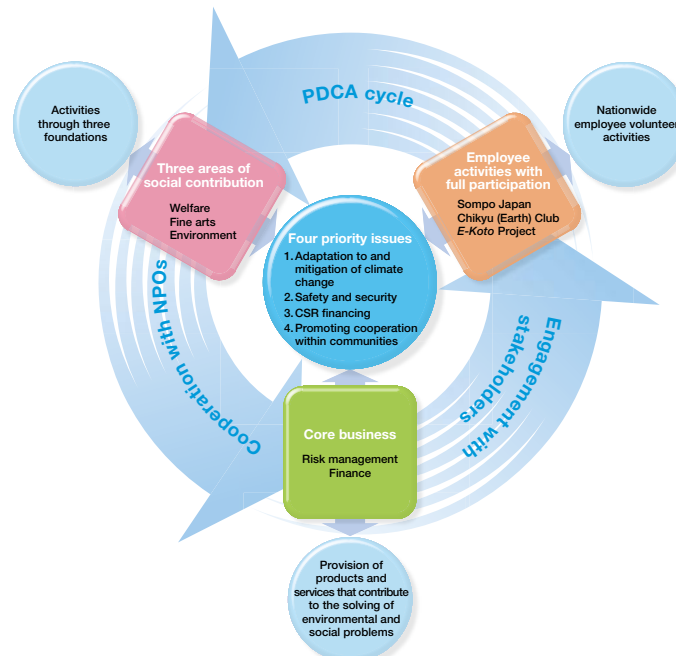 PDCA cycle
Activities
through three
foundations
Nationwide
employee volunteer
activities
Three areas of
social contribution
Welfare
Fine arts
Environment
Employee
activities with
full participation
Sompo Japan
Chikyu (Earth) Club
E-Koto Project
Four priority issues
1. Adaptation to and
mitigation of climate
change
2. Safety and security
3. CSR financing
4. Promoting cooperation
within communities
Cooperation with NPOs
Engagement with
stakeholders
Core business
Risk management
Finance
Provision of
products and
services that contribute
to the solving of
environmental and
social problems